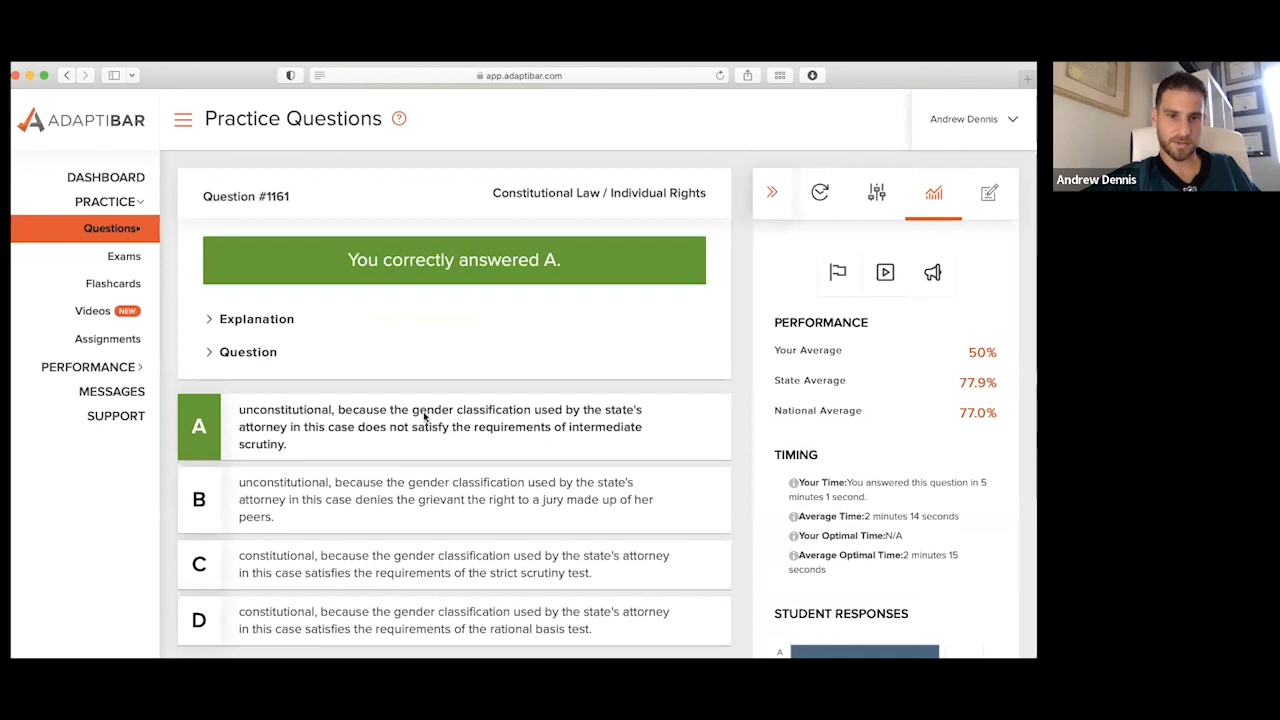 app.adaptibar.com
ADAPTIBAR
Practice Questions ?
Andrew Dennis
Andrew Dennis
DASHBOARD
PRACTICE
Questions
Exams
Flashcards
Videos NEW
Assignments
PERFORMANCE
MESSAGES
SUPPORT
Question #1161
Constitutional Law / Individual Rights
You correctly answered A.
Explanation
Question
A
unconstitutional, because the gender classification used by the state's
attorney in this case does not satisfy the requirements of intermediate
scrutiny.
B
unconstitutional, because the gender classification used by the state's
attorney in this case denies the grievant the right to a jury made up of her
peers.
C
constitutional, because the gender classification used by the state's attorney
in this case satisfies the requirements of the strict scrutiny test.
D
constitutional, because the gender classification used by the state's attorney
in this case satisfies the requirements of the rational basis test.
PERFORMANCE
Your Average 50%
State Average 77.9%
National Average 77.0%
TIMING
Your Time:You answered this question in 5
minutes 1 second.
Average Time:2 minutes 14 seconds
Your Optimal Time:N/A
Average Optimal Time:2 minutes 15
seconds
STUDENT RESPONSES
A